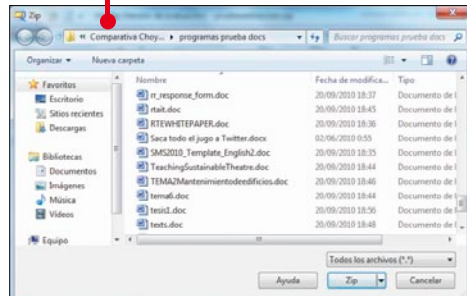 Zip
« Comparativa Choy... ▸ programas prueba docs
Buscar programas prueba docs
Organizar ▾ Nueva carpeta
Favoritos
Escritorio
Sitios recientes
Descargas
Bibliotecas
Documentos
Imágenes
Música
Vídeos
Equipo
Nombre Fecha de modifica... Tipo
rr_response_form.doc 20/09/2010 18:37 Documento de l
rtait.doc 20/09/2010 18:45 Documento de l
RTEWHITEPAPER.doc 20/09/2010 18:36 Documento de l
Saca todo el jugo a Twitter.docx 02/06/2010 0:55 Documento de l
SMS2010_Template_English2.doc 20/09/2010 18:35 Documento de l
TeachingSustainableTheatre.doc 20/09/2010 18:44 Documento de l
TEMA2Mantenimientodeedificios.doc 20/09/2010 18:46 Documento de l
tema6.doc 20/09/2010 18:44 Documento de l
tesis1.doc 20/09/2010 18:56 Documento de l
texts.doc 20/09/2010 18:48 Documento de l
Todos los archivos (*.*)
Ayuda Zip Cancelar